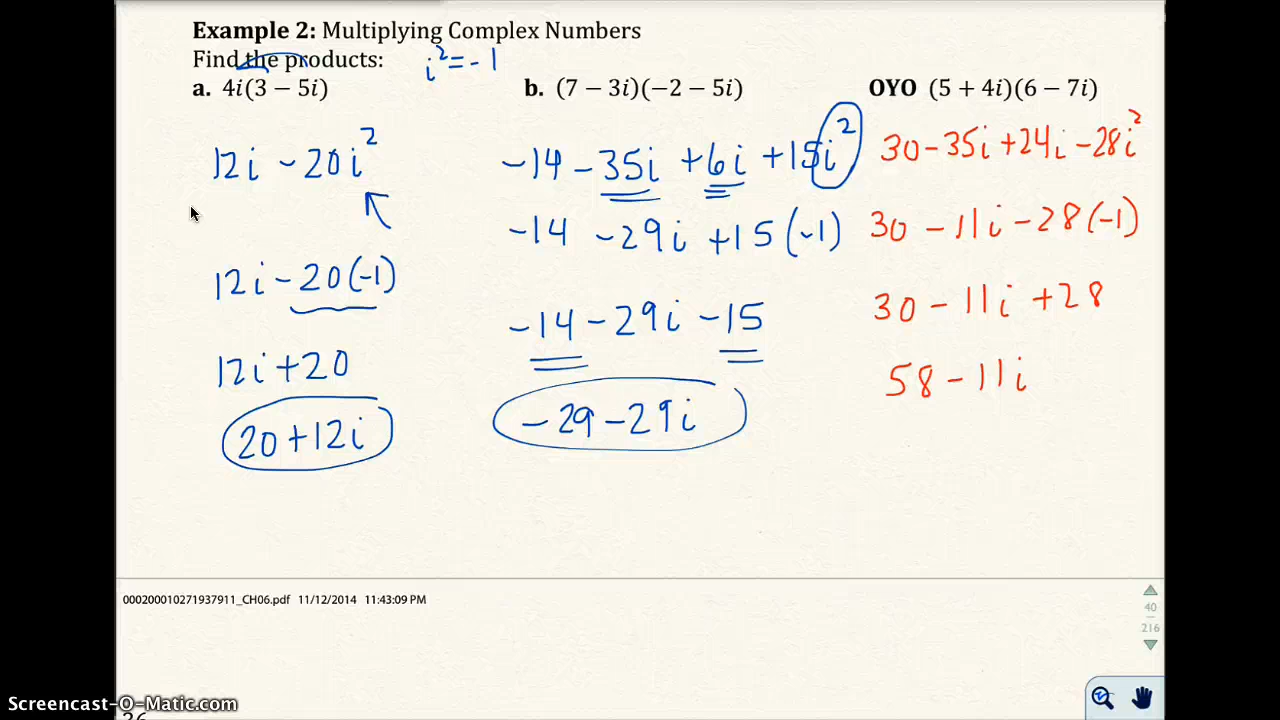 Example 2: Multiplying Complex Numbers
Find the products:
i² = -1
a. 4i(3 − 5i)
12i - 20i²
12i - 20(-1)
12i + 20
20 + 12i
b. (7 − 3i)(−2 − 5i)
-14 - 35i + 6i + 15i²
-14 - 29i + 15(-1)
-14 - 29i - 15
-29 - 29i
OYO (5 + 4i)(6 − 7i)
30 - 35i + 24i - 28i²
30 - 11i - 28(-1)
30 - 11i + 28
58 - 11i
000200010271937911_CH06.pdf 11/12/2014 11:43:09 PM
40
216
Screencast-O-Matic.com